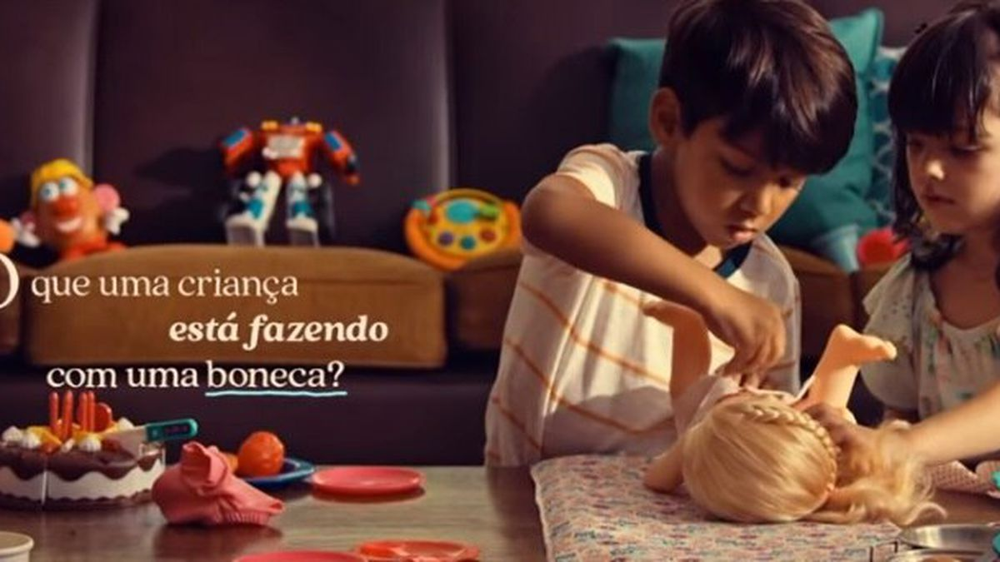 O que uma criança
está fazendo
com uma boneca?